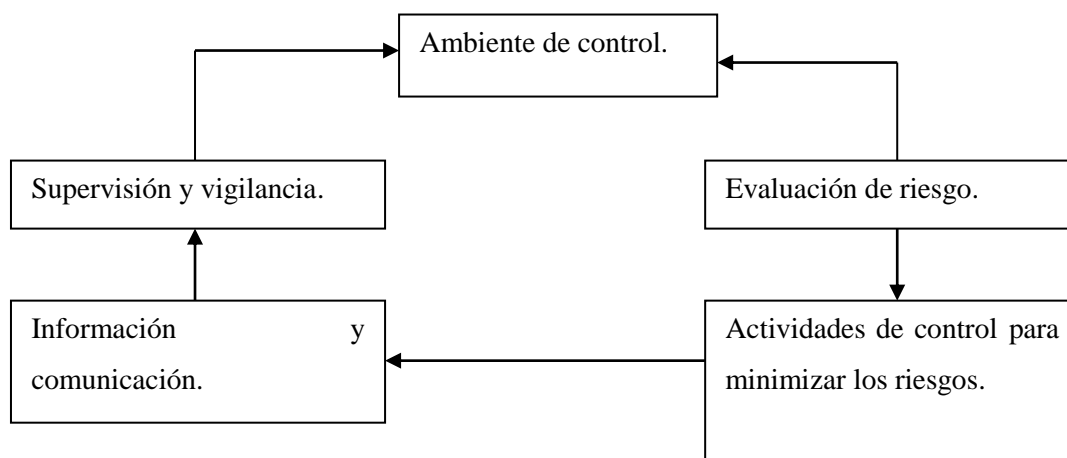 Ambiente de control.
Supervisión y vigilancia.
Evaluación de riesgo.
Información y
comunicación.
Actividades de control para
minimizar los riesgos.